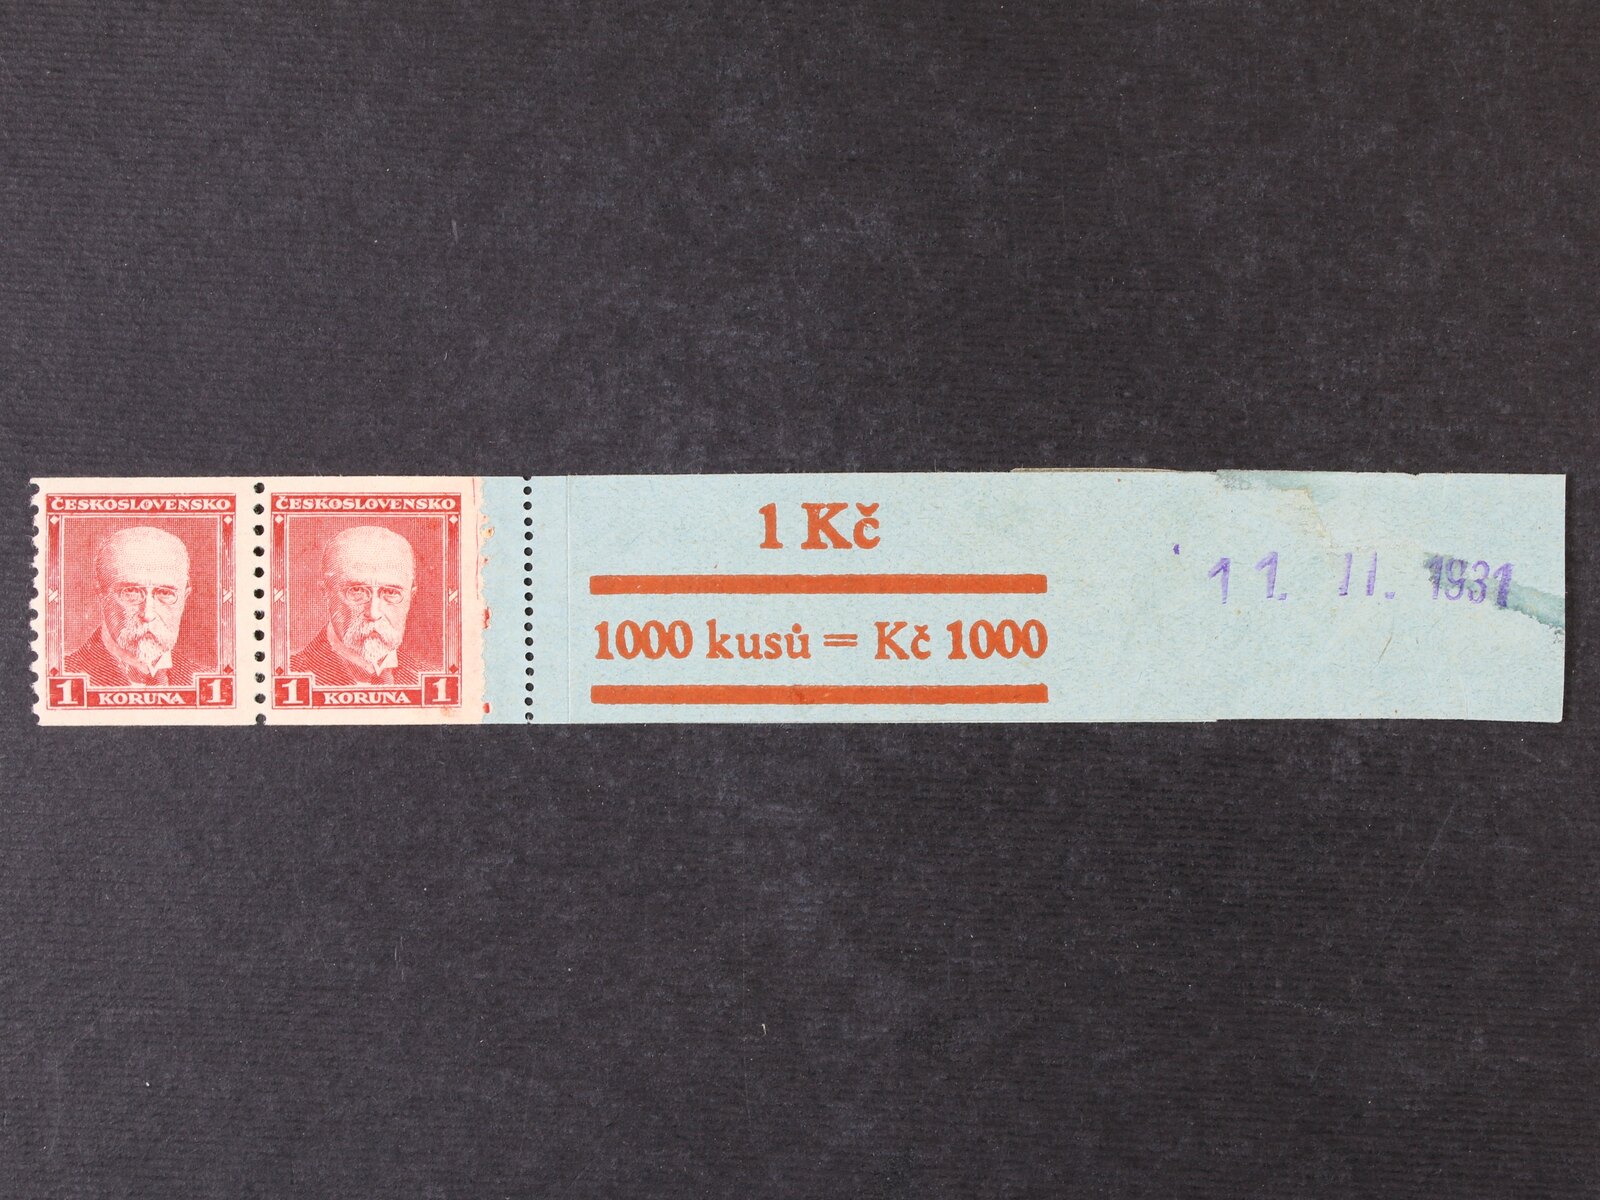 ČESKOSLOVENSKO
1 KORUNA 1
ČESKOSLOVENSKO
1 KORUNA 1
1 Kč
1000 kusů = Kč 1000
11. II. 1931